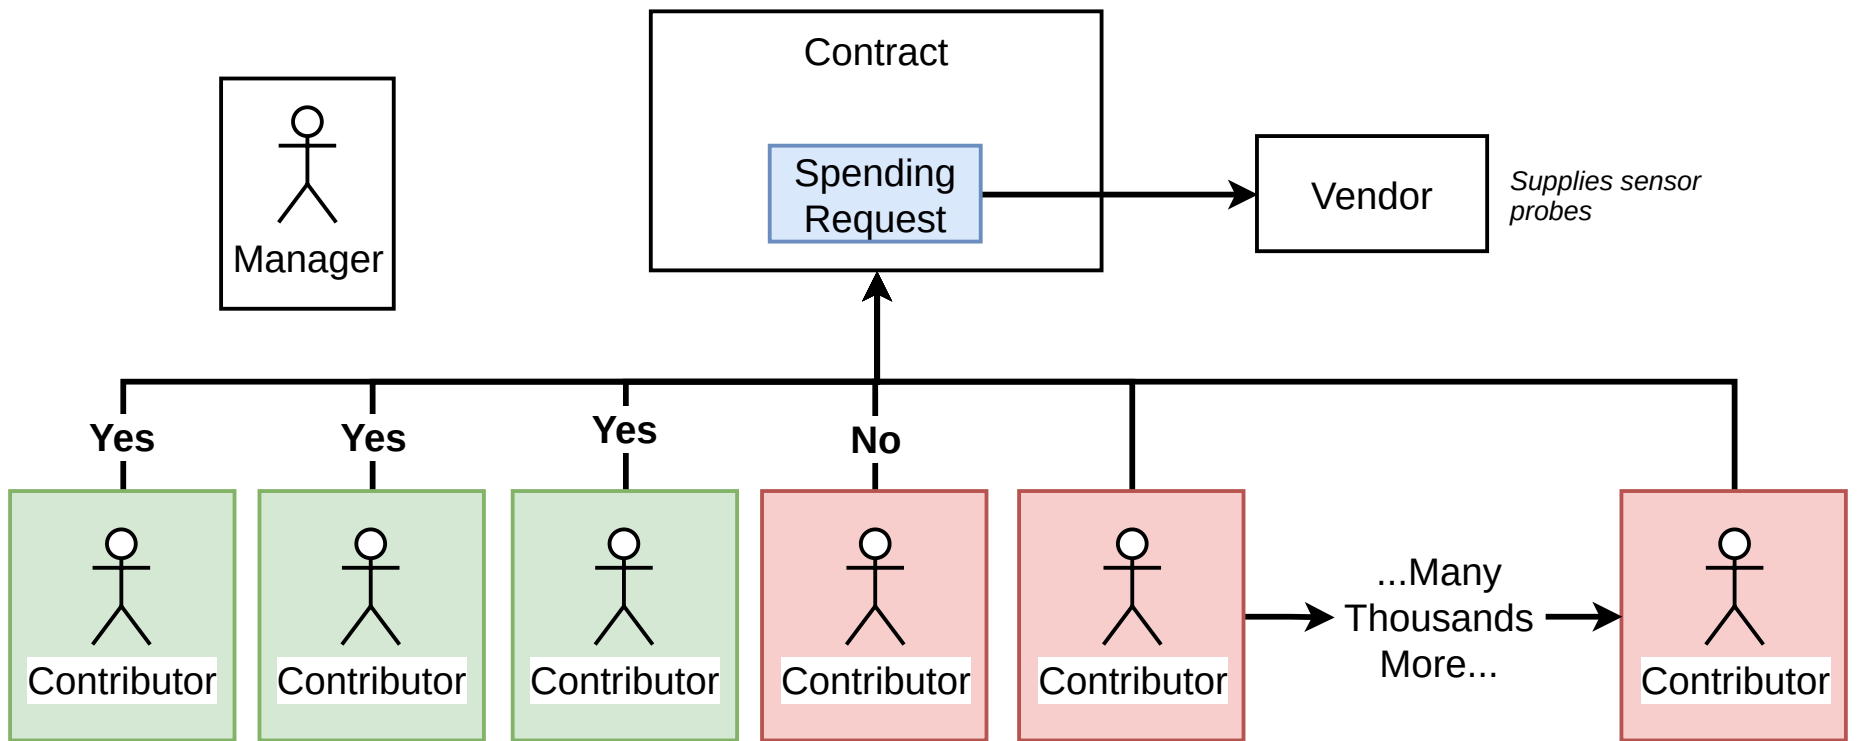 Contract
Spending
Request
Vendor
Supplies sensor
probes
Manager
Yes
Yes
Yes
No
Contributor
Contributor
Contributor
Contributor
Contributor
...Many
Thousands
More...
Contributor